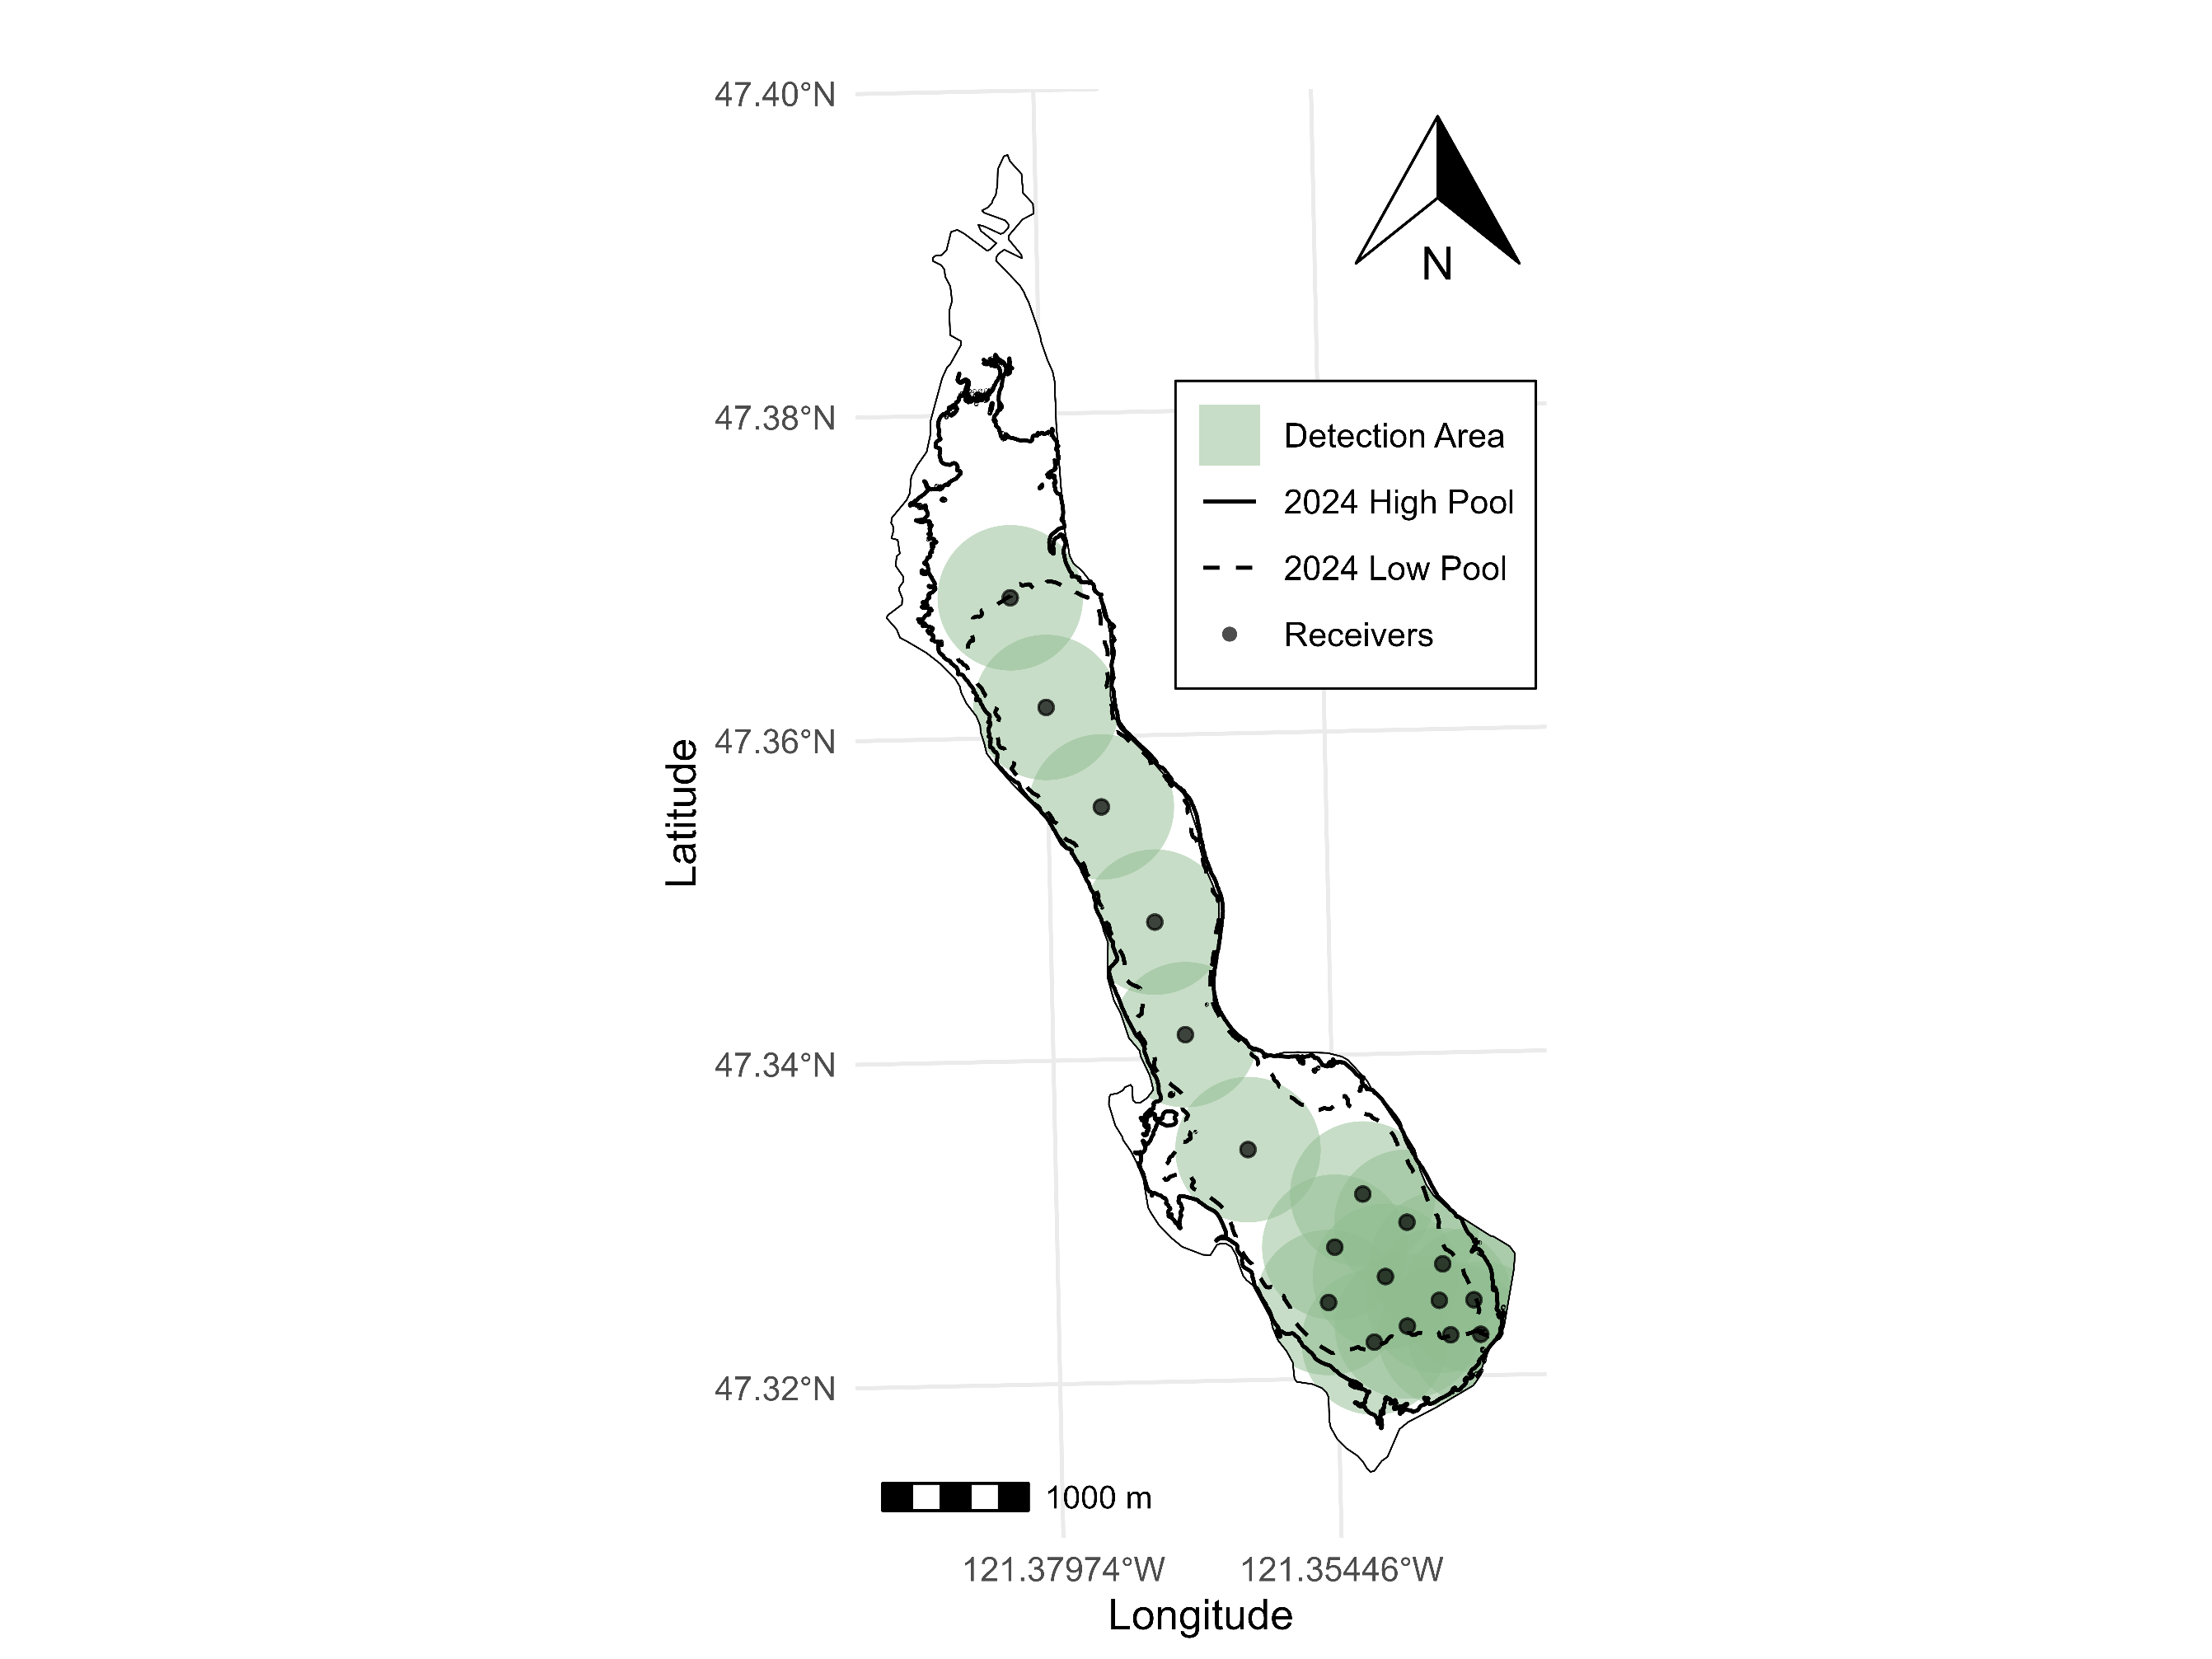 47.40°N
N
47.38°N
Detection Area
2024 High Pool
2024 Low Pool
Receivers
47.36°N
Latitude
47.34°N
47.32°N
1000 m
121.37974°W
121.35446°W
Longitude